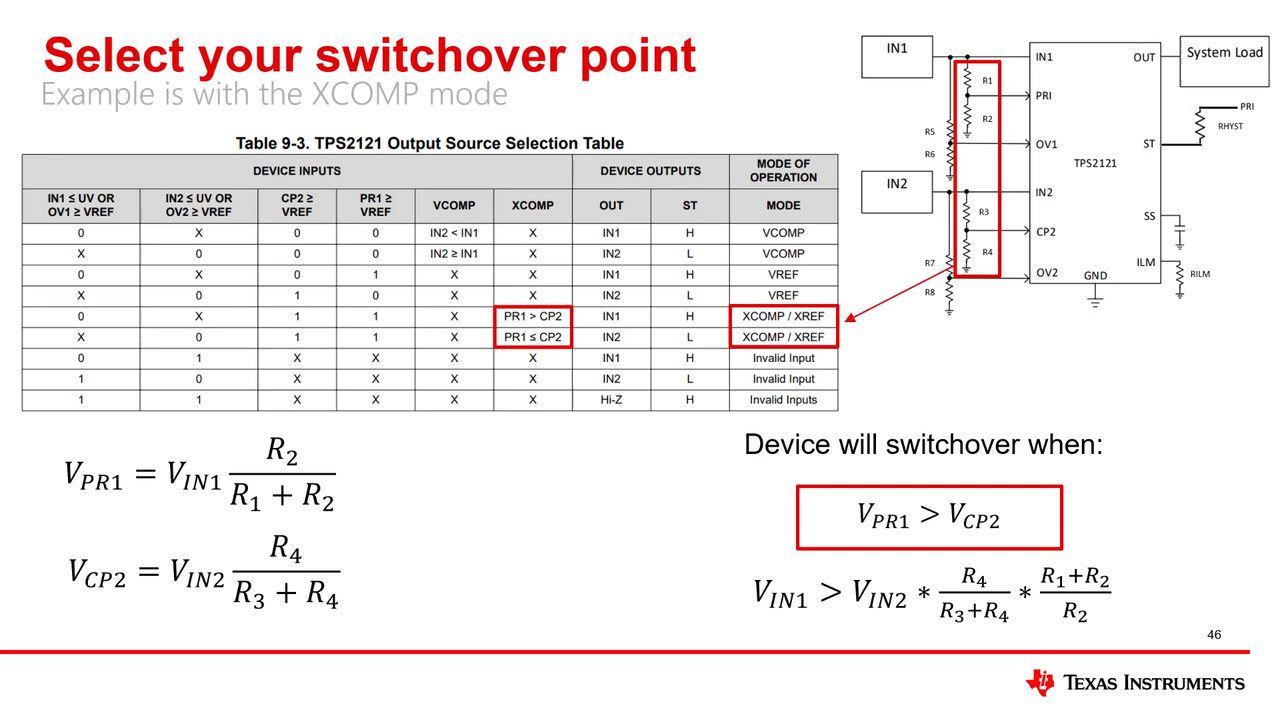 Select your switchover point
Example is with the XCOMP mode
Table 9-3. TPS2121 Output Source Selection Table
DEVICE INPUTS DEVICE OUTPUTS MODE OF OPERATION
IN1 ≤ UV OR OV1 ≥ VREF IN2 ≤ UV OR OV2 ≥ VREF CP2 ≥ VREF PR1 ≥ VREF VCOMP XCOMP OUT ST MODE
0 X 0 0 IN2 < IN1 X IN1 H VCOMP
X 0 0 0 IN2 ≥ IN1 X IN2 L VCOMP
0 X 0 1 X X IN1 H VREF
X 0 1 0 X X IN2 L VREF
0 X 1 1 X PR1 > CP2 IN1 H XCOMP / XREF
X 0 1 1 X PR1 ≤ CP2 IN2 L XCOMP / XREF
0 1 X X X X IN1 H Invalid Input
1 0 X X X X IN2 L Invalid Input
1 1 X X X X Hi-Z H Invalid Inputs
IN1
IN1
OUT
System Load
R1
PRI
PRI
R2
RHYST
R5
R6
OV1
ST
TPS2121
IN2
IN2
R3
SS
CP2
R4
R7
OV2
GND
ILM
RILM
R8
V_PR1 = V_IN1 R_2 / (R_1 + R_2)
V_CP2 = V_IN2 R_4 / (R_3 + R_4)
Device will switchover when:
V_PR1 > V_CP2
V_IN1 > V_IN2 * R_4 / (R_3+R_4) * (R_1+R_2) / R_2
46
TEXAS INSTRUMENTS